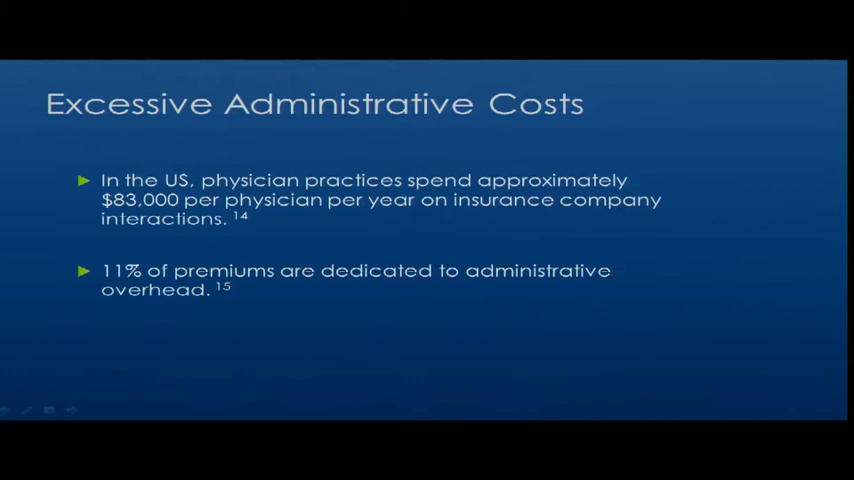 Excessive Administrative Costs
▶ In the US, physician practices spend approximately
$83,000 per physician per year on insurance company
interactions. 14
▶ 11% of premiums are dedicated to administrative
overhead. 15